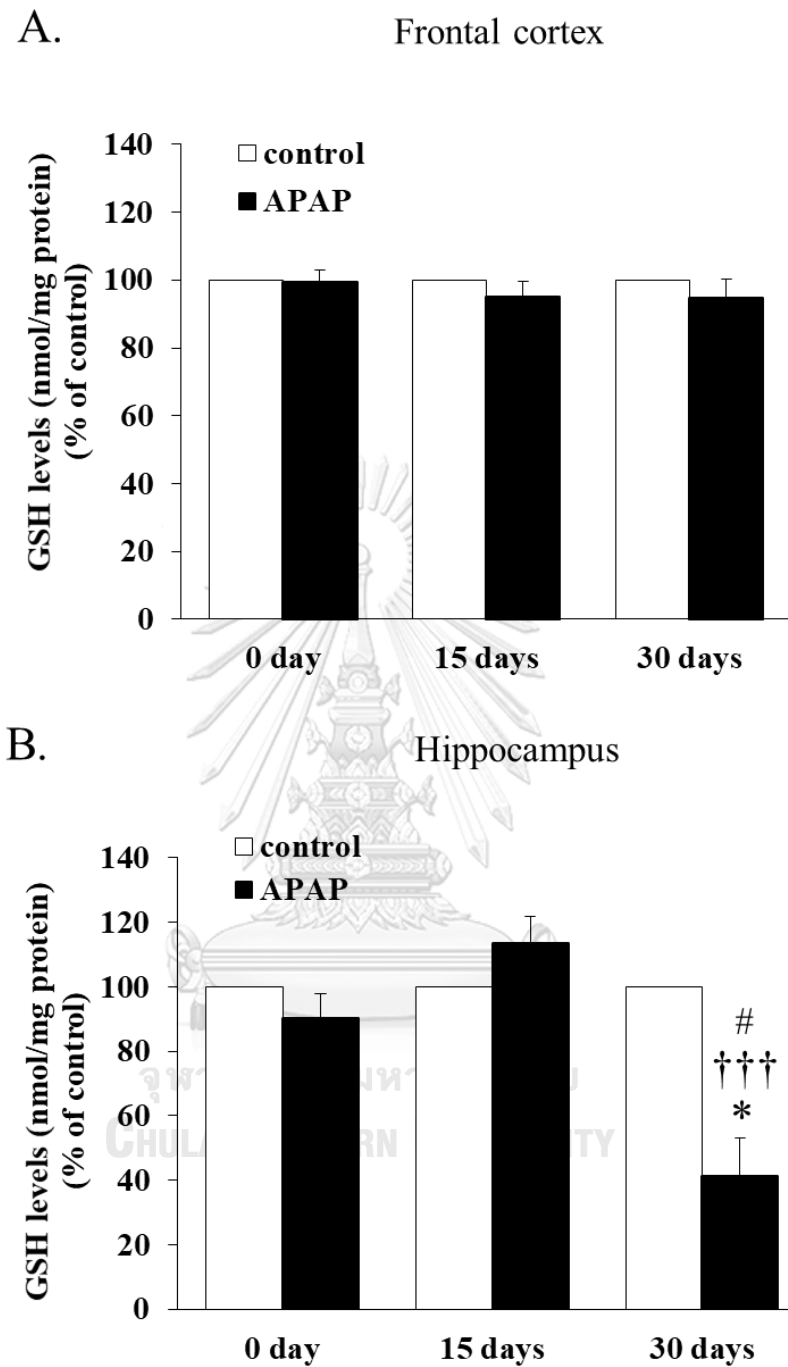 A.
Frontal cortex
GSH levels (nmol/mg protein)
(% of control)
140
120
100
80
60
40
20
0
control
APAP
0 day
15 days
30 days
B.
Hippocampus
GSH levels (nmol/mg protein)
(% of control)
140
120
100
80
60
40
20
0
control
APAP
#
†††
*
0 day
15 days
30 days